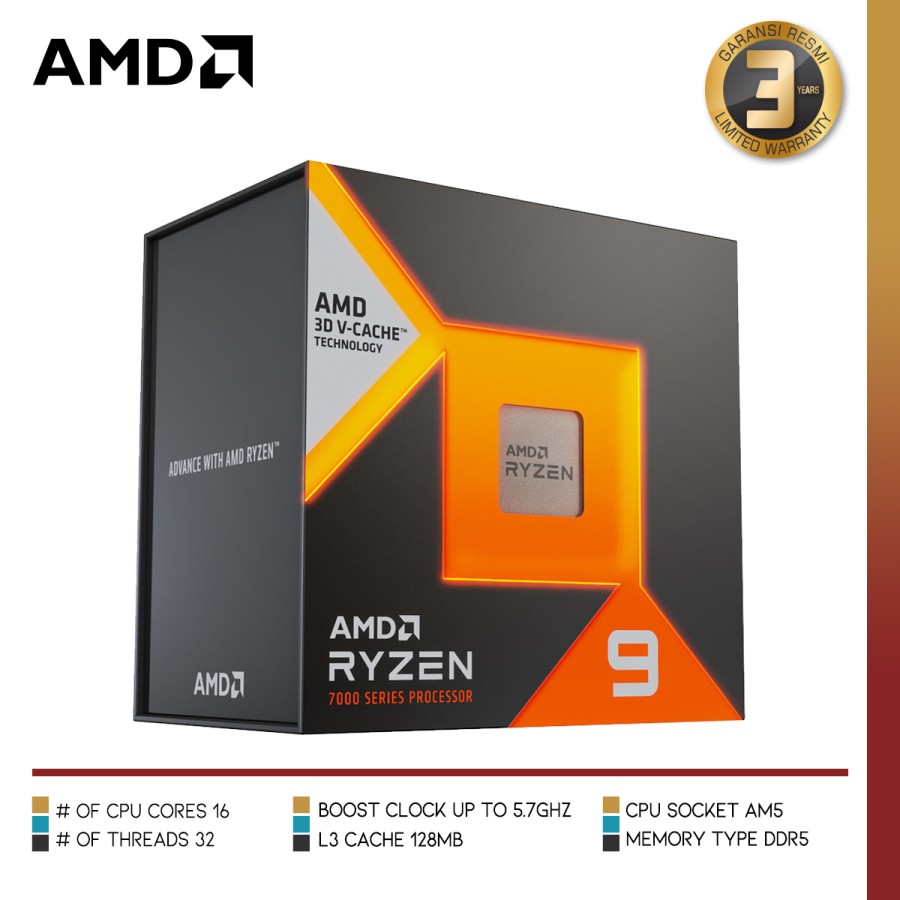 AMD
GARANSI RESMI
3 YEARS
LIMITED WARRANTY
AMD
3D V-CACHE™
TECHNOLOGY
ADVANCE WITH AMD RYZEN™
AMD
RYZEN
AMD
RYZEN
7000 SERIES PROCESSOR
9
AMD
# OF CPU CORES 16
# OF THREADS 32
BOOST CLOCK UP TO 5.7GHZ
L3 CACHE 128MB
CPU SOCKET AM5
MEMORY TYPE DDR5